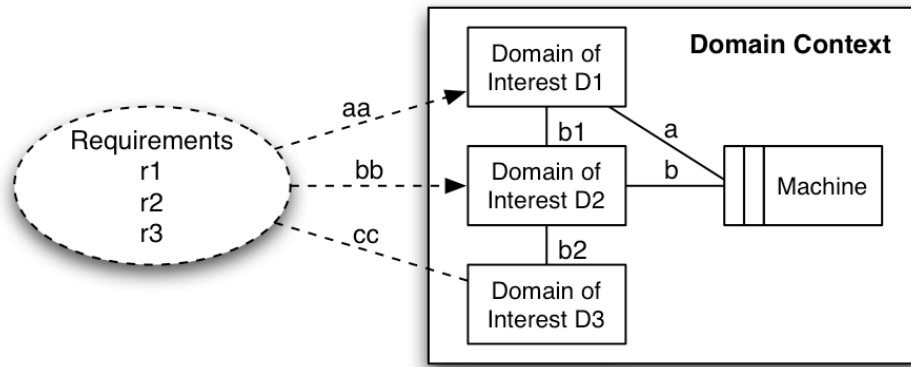 Domain Context
Domain of
Interest D1
aa
a
b1
Requirements
r1
r2
r3
bb
Domain of
Interest D2
b
Machine
cc
b2
Domain of
Interest D3